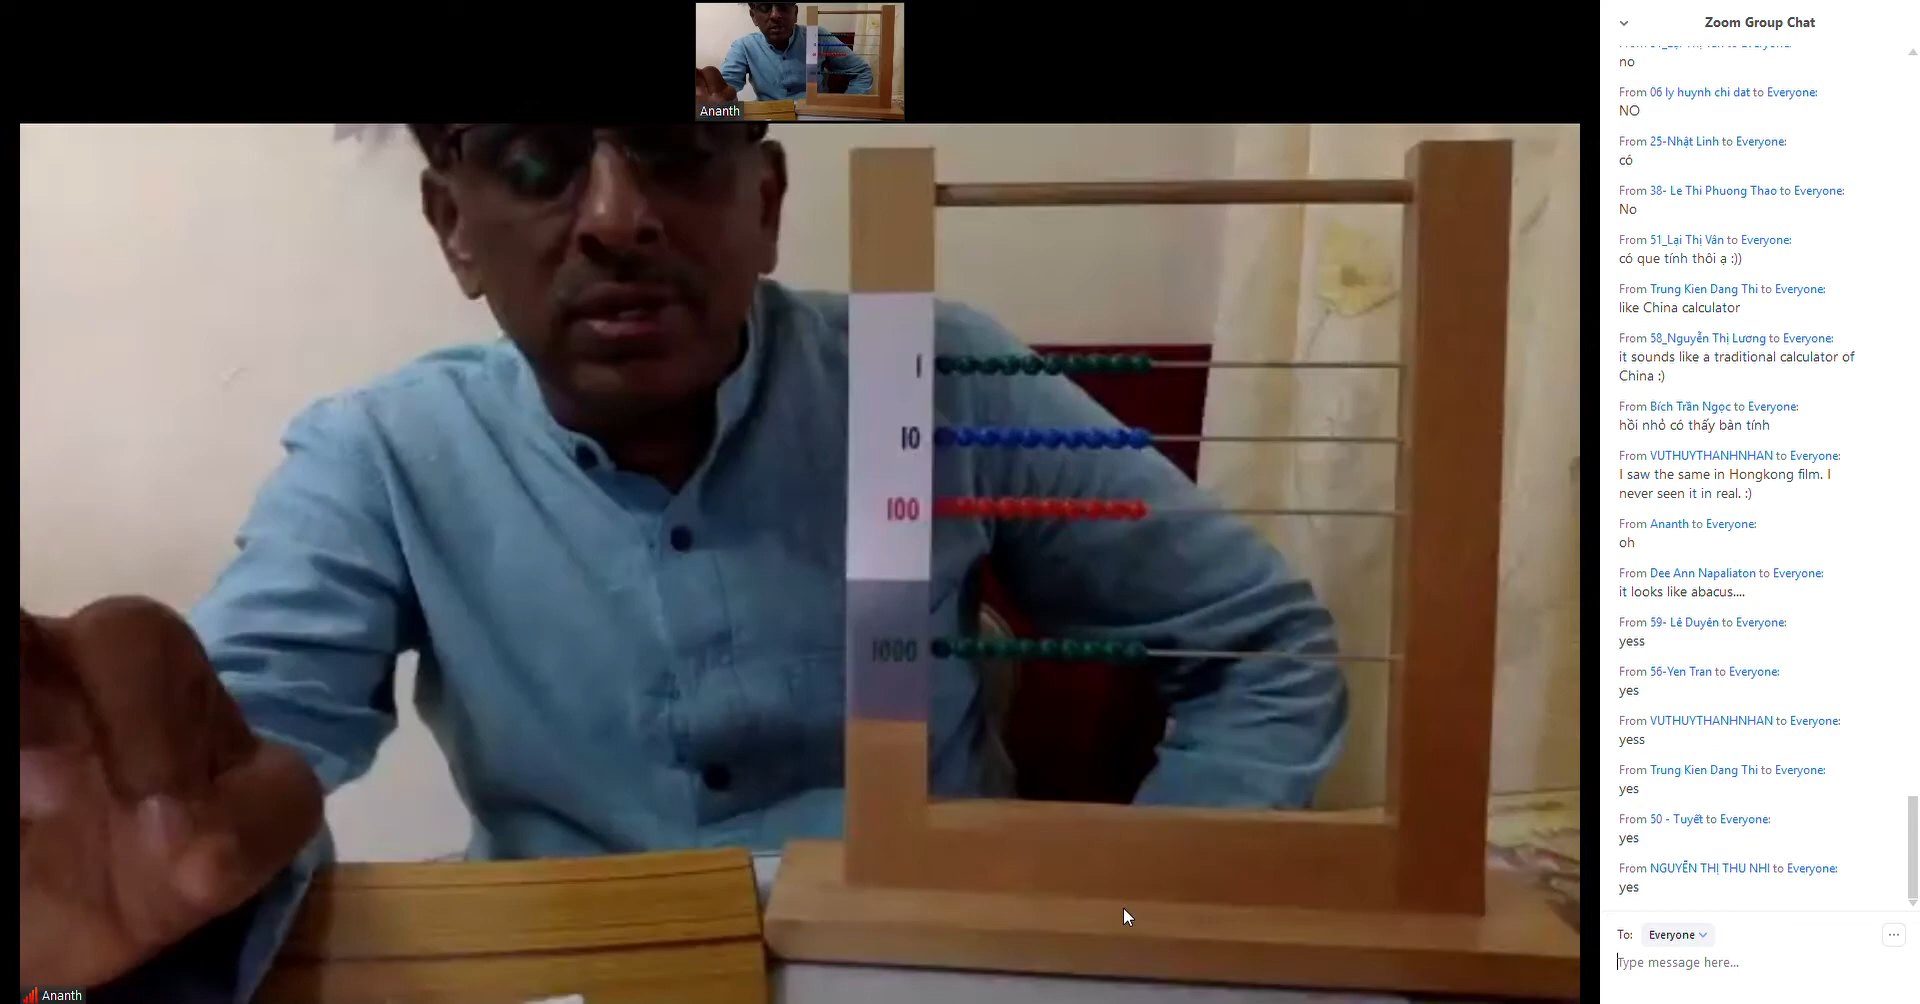 Ananth
1
10
100
1000
Ananth
Zoom Group Chat
no
From 06 ly huynh chi dat to Everyone:
NO
From 25-Nhật Linh to Everyone:
có
From 38- Le Thi Phuong Thao to Everyone:
No
From 51_Lại Thị Vân to Everyone:
có que tính thôi ạ :))
From Trung Kien Dang Thi to Everyone:
like China calculator
From 58_Nguyễn Thị Lương to Everyone:
it sounds like a traditional calculator of
China :)
From Bích Trần Ngọc to Everyone:
hồi nhỏ có thấy bàn tính
From VUTHUYTHANHNHAN to Everyone:
I saw the same in Hongkong film. I
never seen it in real. :)
From Ananth to Everyone:
oh
From Dee Ann Napaliaton to Everyone:
it looks like abacus....
From 59- Lê Duyên to Everyone:
yess
From 56-Yen Tran to Everyone:
yes
From VUTHUYTHANHNHAN to Everyone:
yess
From Trung Kien Dang Thi to Everyone:
yes
From 50 - Tuyết to Everyone:
yes
From NGUYỄN THỊ THU NHI to Everyone:
yes
To: Everyone
Type message here...